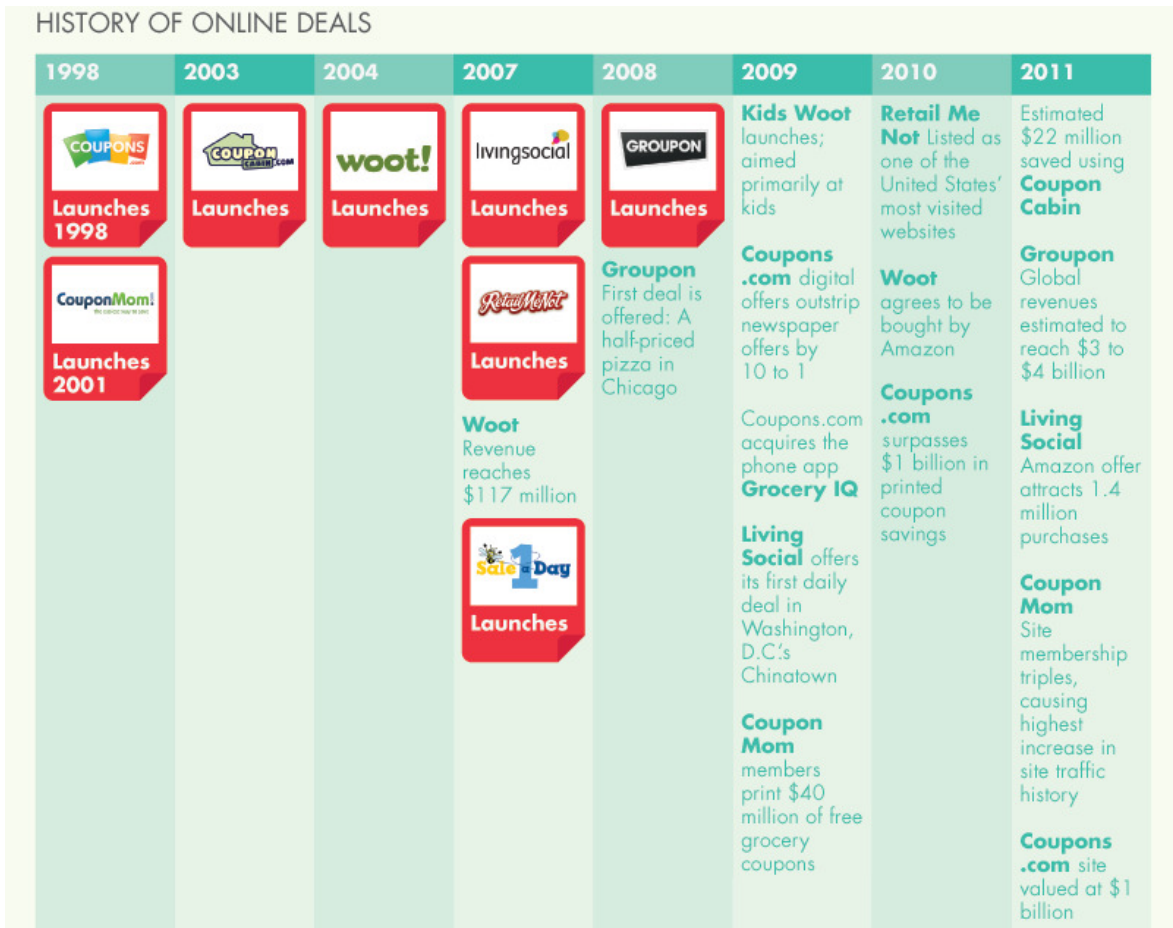 HISTORY OF ONLINE DEALS
1998
COUPONS
.com
Launches
1998
CouponMom!
Launches
2001
2003
COUPON
CABIN.COM
Launches
2004
woot!
Launches
2007
livingsocial
Launches
RetailMeNot
Launches
Woot
Revenue
reaches
$117 million
Sale a Day
1
Launches
2008
GROUPON
Launches
Groupon
First deal is
offered: A
half-priced
pizza in
Chicago
2009
Kids Woot
launches;
aimed
primarily at
kids
Coupons
.com digital
offers outstrip
newspaper
offers by
10 to 1
Coupons.com
acquires the
phone app
Grocery IQ
Living
Social offers
its first daily
deal in
Washington,
D.C.'s
Chinatown
Coupon
Mom
members
print $40
million of free
grocery
coupons
2010
Retail Me
Not Listed as
one of the
United States'
most visited
websites
Woot
agrees to be
bought by
Amazon
Coupons
.com
surpasses
$1 billion in
printed
coupon
savings
2011
Estimated
$22 million
saved using
Coupon
Cabin
Groupon
Global
revenues
estimated to
reach $3 to
$4 billion
Living
Social
Amazon offer
attracts 1.4
million
purchases
Coupon
Mom
Site
membership
triples,
causing
highest
increase in
site traffic
history
Coupons
.com site
valued at $1
billion